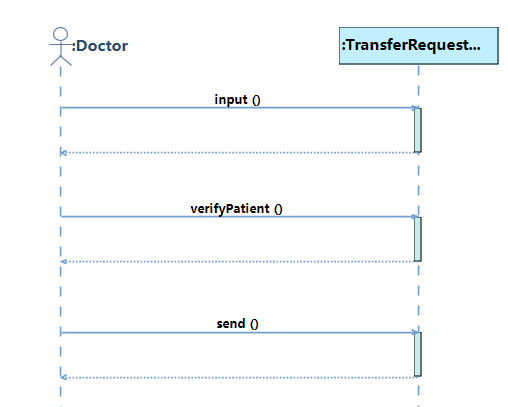 :Doctor
:TransferRequest...
input ()
verifyPatient ()
send ()